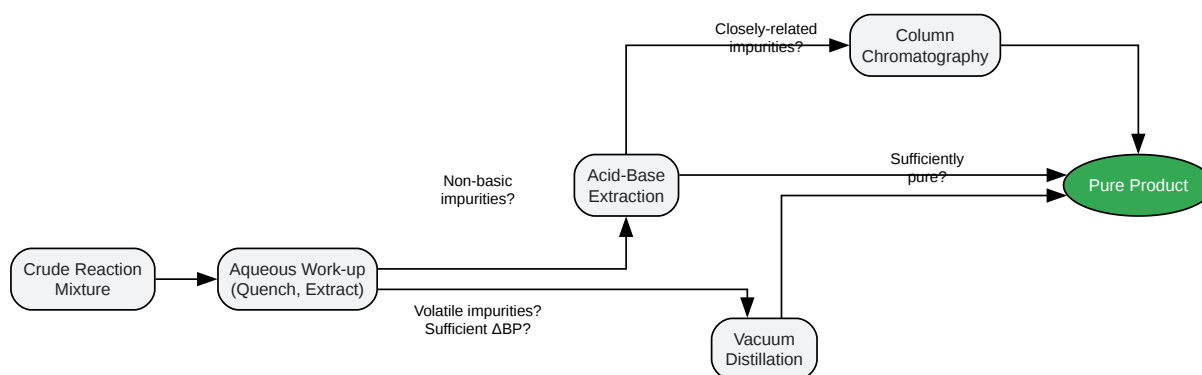 Closely-related
impurities?
Column
Chromatography
Non-basic
impurities?
Acid-Base
Extraction
Sufficiently
pure?
Pure Product
Crude Reaction
Mixture
Aqueous Work-up
(Quench, Extract)
Volatile impurities?
Sufficient ΔBP?
Vacuum
Distillation